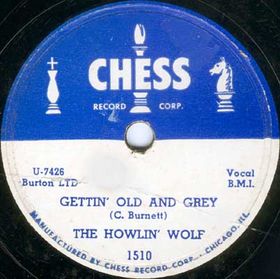 CHESS
RECORD CORP.
U-7426
Vocal
Burton LTD
B.M.I.
GETTIN' OLD AND GREY
(C. Burnett)
THE HOWLIN' WOLF
1510
MANUFACTURED BY CHESS RECORD CORP. - CHICAGO, ILL.